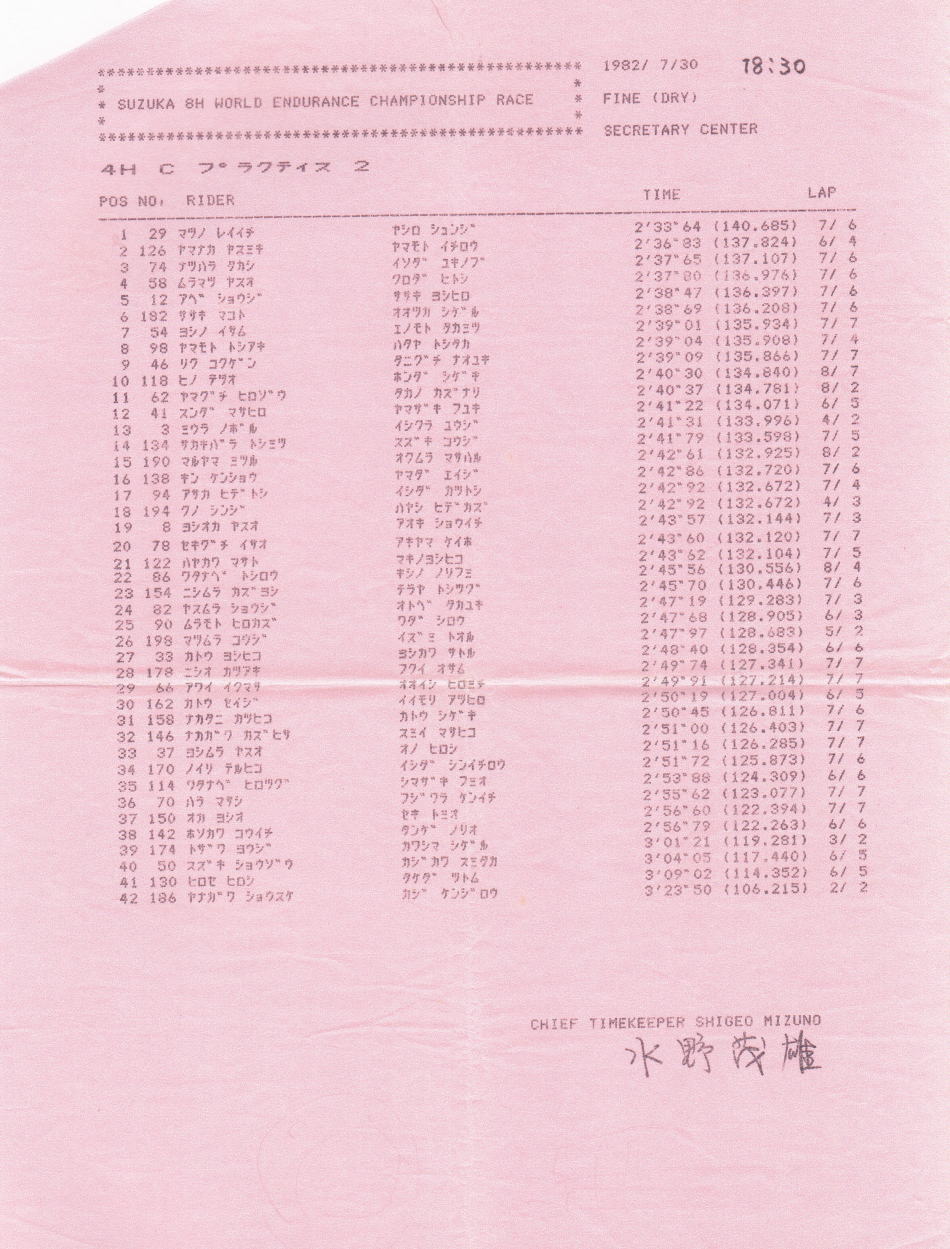 1982/ 7/30 18:30
******************************************************
* SUZUKA 8H WORLD ENDURANCE CHAMPIONSHIP RACE * FINE (DRY)
******************************************************
SECRETARY CENTER
4H C プラクティス 2
POS NO. RIDER TIME LAP
1 29 マツノ レイイチ ヤシロ シュンジ 2'33"64 (140.685) 7/ 6
2 126 ヤマナカ ヤスミキ ヤマモト イチロウ 2'36"83 (137.824) 6/ 4
3 74 ナツハラ タカシ イソダ ユキノブ 2'37"65 (137.107) 7/ 6
4 58 ムラマツ ヤスオ クロダ ヒトシ 2'37"80 (136.976) 7/ 6
5 12 アベ ショウジ ササキ ヨシヒロ 2'38"47 (136.397) 7/ 6
6 182 ササキ マコト オオツカ シゲル 2'38"69 (136.208) 7/ 6
7 54 ヨシノ イサム エノモト タカミツ 2'39"01 (135.934) 7/ 7
8 98 ヤマモト トシアキ ハタヤ トシタカ 2'39"04 (135.908) 7/ 4
9 46 リク コクゲン タニグチ ナオユキ 2'39"09 (135.866) 7/ 7
10 118 ヒノ テツオ ホンダ シゲキ 2'40"30 (134.840) 8/ 7
11 62 ヤマグチ ヒロゾウ タカノ カズナリ 2'40"37 (134.781) 8/ 2
12 41 スンダ マサヒロ ヤマザキ フユキ 2'41"22 (134.071) 6/ 5
13 3 ミウラ ノボル イシクラ ユウジ 2'41"31 (133.996) 4/ 2
14 134 サカキバラ トシミツ スズキ コウジ 2'41"79 (133.598) 7/ 5
15 190 マルヤマ ミツル オクムラ マサハル 2'42"61 (132.925) 8/ 2
16 138 キン ケンショウ ヤマダ エイジ 2'42"86 (132.720) 7/ 6
17 94 アサカ ヒデトシ イシダ カツトシ 2'42"92 (132.672) 7/ 4
18 194 クノ シンジ ハヤシ ヒデカズ 2'42"92 (132.672) 4/ 3
19 8 ヨシオカ ヤスオ アオキ ショウイチ 2'43"57 (132.144) 7/ 3
20 78 セキグチ イサオ アキヤマ ケイホ 2'43"60 (132.120) 7/ 7
21 122 ハヤカワ マサト マキノヨシヒコ 2'43"62 (132.104) 7/ 5
22 86 ワタナベ トシロウ キシノ ノリフミ 2'45"56 (130.556) 8/ 4
23 154 ニシムラ カズヨシ テラヤ トシツグ 2'45"70 (130.446) 7/ 6
24 82 ヤスムラ ショウジ オトベ タカユキ 2'47"19 (129.283) 7/ 3
25 90 ムラモト ヒロカズ ワダ シロウ 2'47"68 (128.905) 6/ 3
26 198 マツムラ コウジ イズミ トオル 2'47"97 (128.683) 5/ 2
27 33 カトウ ヨシヒコ ヨシカワ サトル 2'48"40 (128.354) 6/ 6
28 178 ニシオ カツアキ フクイ オサム 2'49"74 (127.341) 7/ 7
29 66 アワイ イクマサ オオイシ ヒロミチ 2'49"91 (127.214) 7/ 7
30 162 カトウ セイジ イイモリ アツヒロ 2'50"19 (127.004) 6/ 5
31 158 ナカタニ カツヒコ カトウ シゲキ 2'50"45 (126.811) 7/ 6
32 146 ナカガワ カズヒサ スミイ マサヒコ 2'51"00 (126.403) 7/ 7
33 37 ヨシムラ ヤスオ オノ ヒロシ 2'51"16 (126.285) 7/ 7
34 170 ノイリ テルヒコ イシダ シンイチロウ 2'51"72 (125.873) 7/ 6
35 114 ワタナベ ヒロツグ シマザキ フミオ 2'53"88 (124.309) 6/ 6
36 70 ハラ マサシ フジワラ ケンイチ 2'55"62 (123.077) 7/ 7
37 150 オカ ヨシオ セキ トミオ 2'56"60 (122.394) 7/ 7
38 142 ホソカワ コウイチ タンゲ ノリオ 2'56"79 (122.263) 6/ 6
39 174 トザワ ヨウジ カワシマ シゲル 3'01"21 (119.281) 3/ 2
40 50 スズキ ショウゾウ カジカワ スミタカ 3'04"05 (117.440) 6/ 5
41 130 ヒロセ ヒロシ タケダ ツトム 3'09"02 (114.352) 6/ 5
42 186 ヤナガワ ショウスケ カジ ケンジロウ 3'23"50 (106.215) 2/ 2
CHIEF TIMEKEEPER SHIGEO MIZUNO
水野茂雄